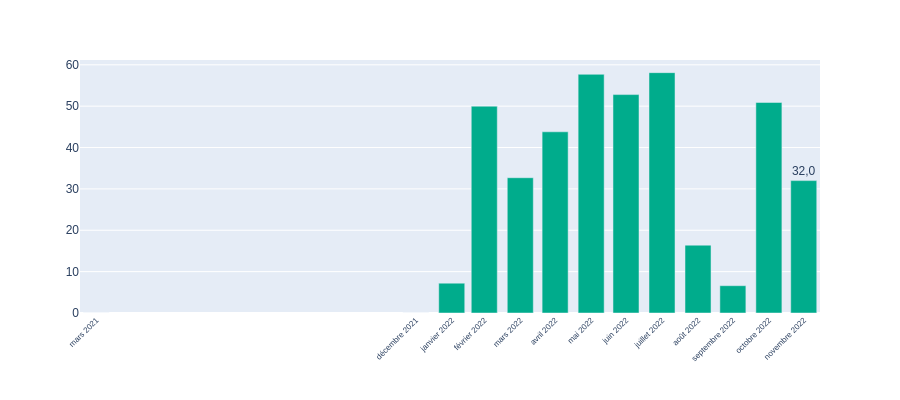 60
50
40
30
20
10
0
32,0
mars 2021
décembre 2021
janvier 2022
février 2022
mars 2022
avril 2022
mai 2022
juin 2022
juillet 2022
août 2022
septembre 2022
octobre 2022
novembre 2022